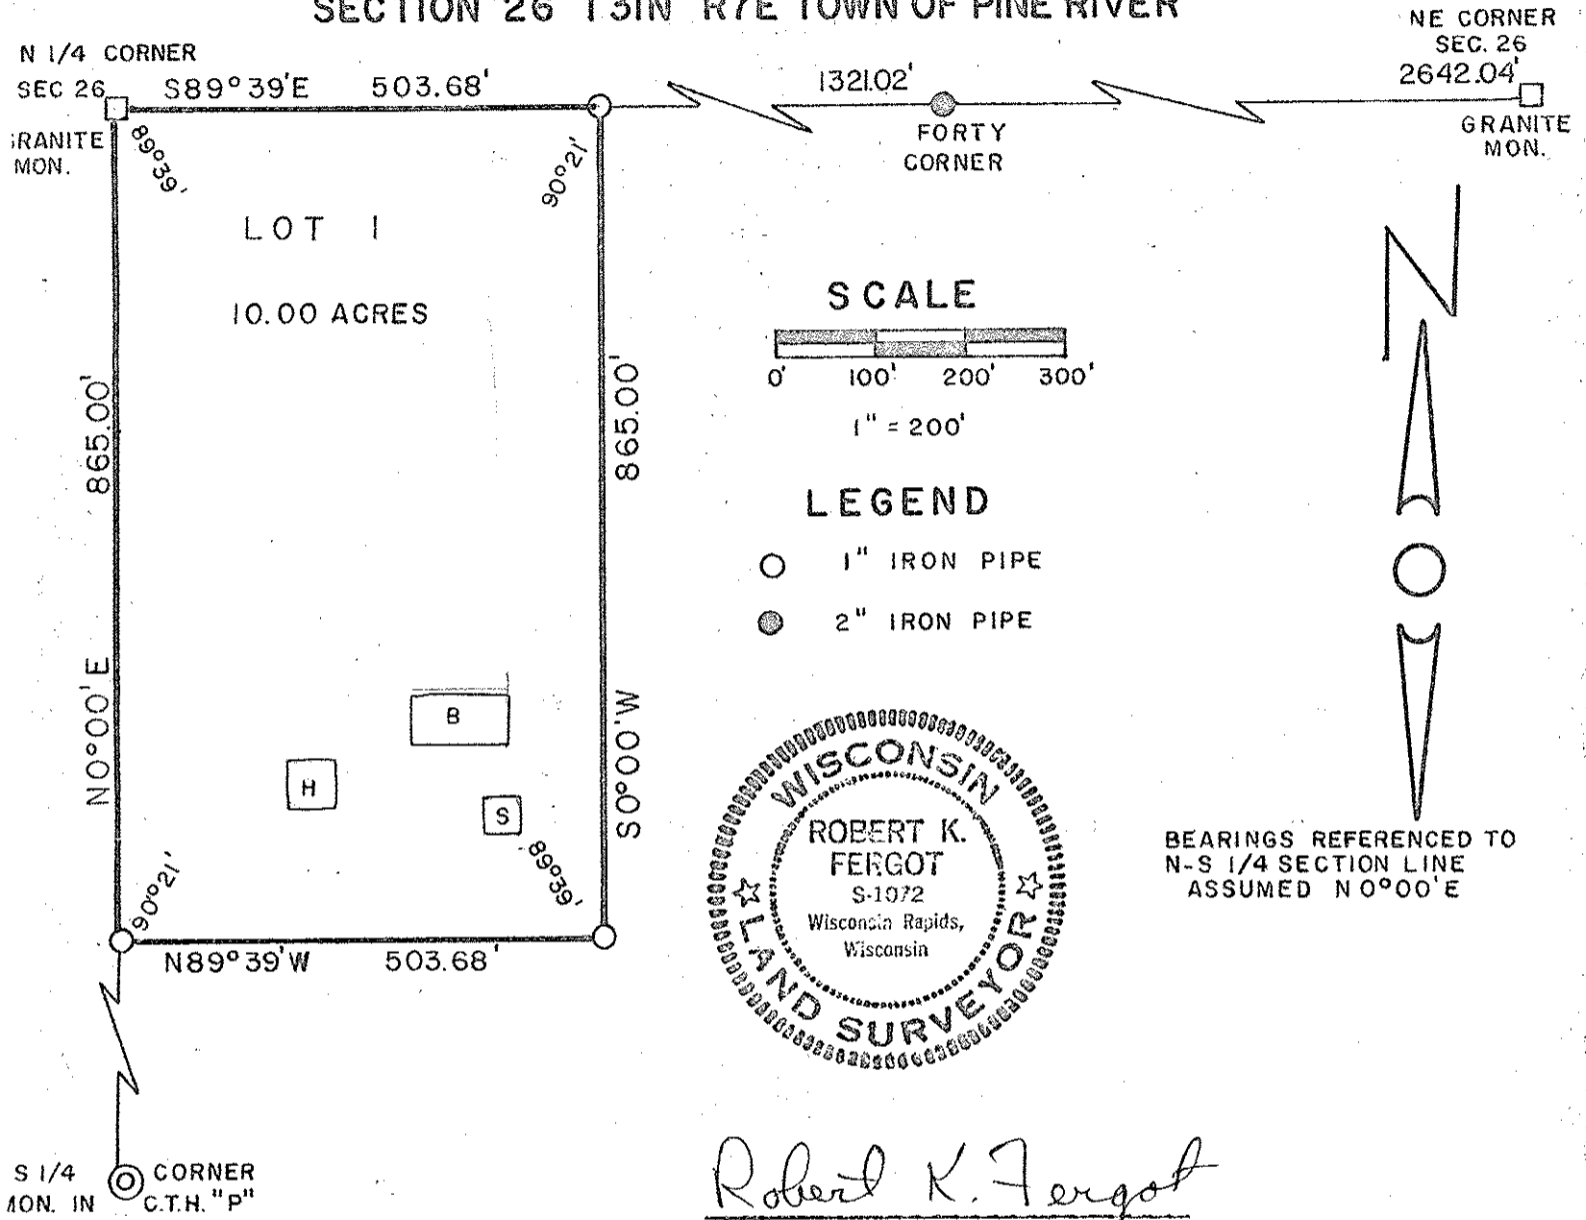 SECTION 26 T31N R7E TOWN OF PINE RIVER
N 1/4 CORNER
SEC 26
S89°39'E 503.68'
1321.02'
NE CORNER
SEC. 26
2642.04'
GRANITE
MON.
FORTY
CORNER
GRANITE
MON.
89°39'
90°21'
LOT 1
10.00 ACRES
865.00'
N0°00'E
865.00'
S0°00'W
SCALE
0' 100' 200' 300'
1" = 200'
LEGEND
1" IRON PIPE
2" IRON PIPE
N
B
H
S
90°21'
89°39'
N89°39'W 503.68'
WISCONSIN
ROBERT K.
FERGOT
S-1072
Wisconsin Rapids,
Wisconsin
LAND SURVEYOR
BEARINGS REFERENCED TO
N-S 1/4 SECTION LINE
ASSUMED N0°00'E
S 1/4 CORNER
MON. IN C.T.H. "P"
Robert K. Fergot